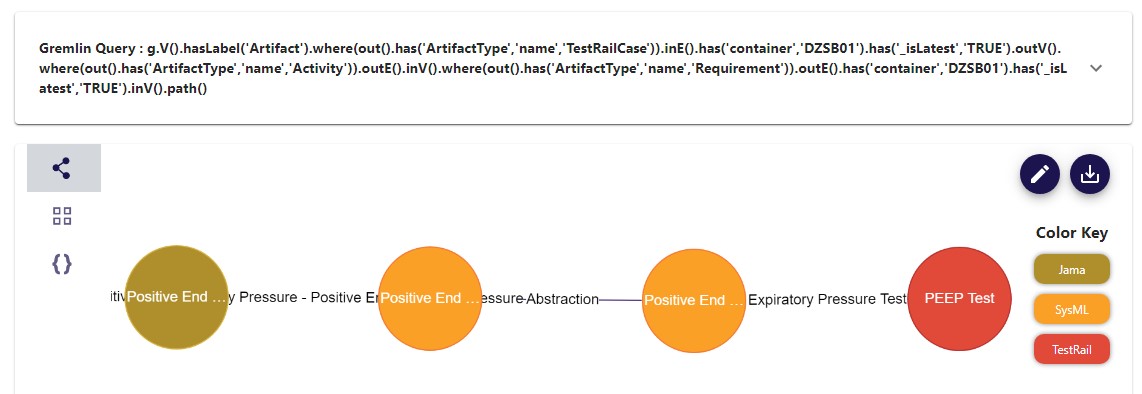 Gremlin Query : g.V().hasLabel('Artifact').where(out().has('ArtifactType','name','TestRailCase')).inE().has('container','DZSB01').has('_isLatest','TRUE').outV().
where(out().has('ArtifactType','name','Activity')).outE().inV().where(out().has('ArtifactType','name','Requirement')).outE().has('container','DZSB01').has('_isL
atest','TRUE').inV().path()
Color Key
Jama
SysML
TestRail
Positive End ... y Pressure - Positive En Positive End ... essure-Abstraction Positive End ... Expiratory Pressure Test PEEP Test